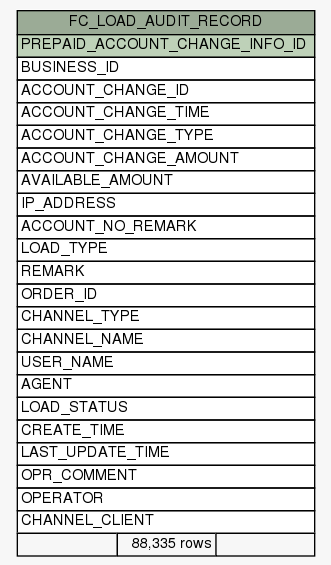 FC_LOAD_AUDIT_RECORD
PREPAID_ACCOUNT_CHANGE_INFO_ID
BUSINESS_ID
ACCOUNT_CHANGE_ID
ACCOUNT_CHANGE_TIME
ACCOUNT_CHANGE_TYPE
ACCOUNT_CHANGE_AMOUNT
AVAILABLE_AMOUNT
IP_ADDRESS
ACCOUNT_NO_REMARK
LOAD_TYPE
REMARK
ORDER_ID
CHANNEL_TYPE
CHANNEL_NAME
USER_NAME
AGENT
LOAD_STATUS
CREATE_TIME
LAST_UPDATE_TIME
OPR_COMMENT
OPERATOR
CHANNEL_CLIENT
88,335 rows